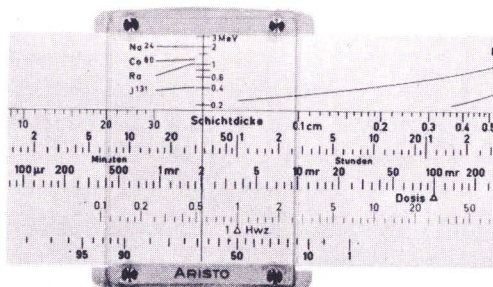 3 MeV
Na 24 2
Co 60 1
Ra 0.6
J 131 0.4
0.2
10 20 30 Schichtdicke 0.1 cm 0.2 0.3 0.4 0.5
2 5 10 20 50 1 2 5 10 20 1 2
Minuten Stunden
100 µr 200 500 1 mr 2 5 10 mr 20 50 100 mr 200
Dosis
0.1 0.2 0.5 1 2 5 10 20 50
1 Hwz
95 90 50 10 1
ARISTO